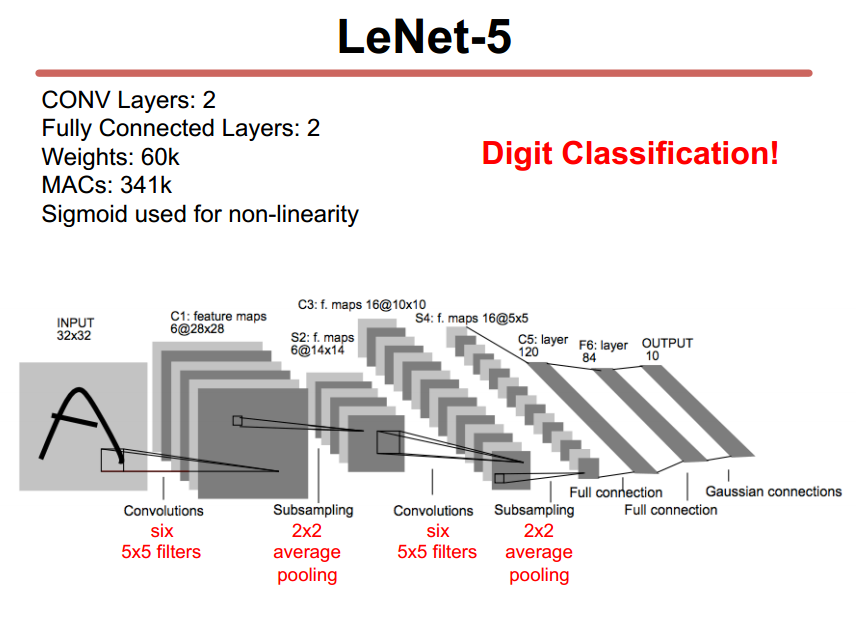 LeNet-5
CONV Layers: 2
Fully Connected Layers: 2
Weights: 60k
MACs: 341k
Sigmoid used for non-linearity
Digit Classification!
INPUT
32x32
C1: feature maps
6@28x28
S2: f. maps
6@14x14
C3: f. maps 16@10x10
S4: f. maps 16@5x5
C5: layer
120
F6: layer
84
OUTPUT
10
Convolutions
six
5x5 filters
Subsampling
2x2
average
pooling
Convolutions
six
5x5 filters
Subsampling
2x2
average
pooling
Full connection
Full connection
Gaussian connections